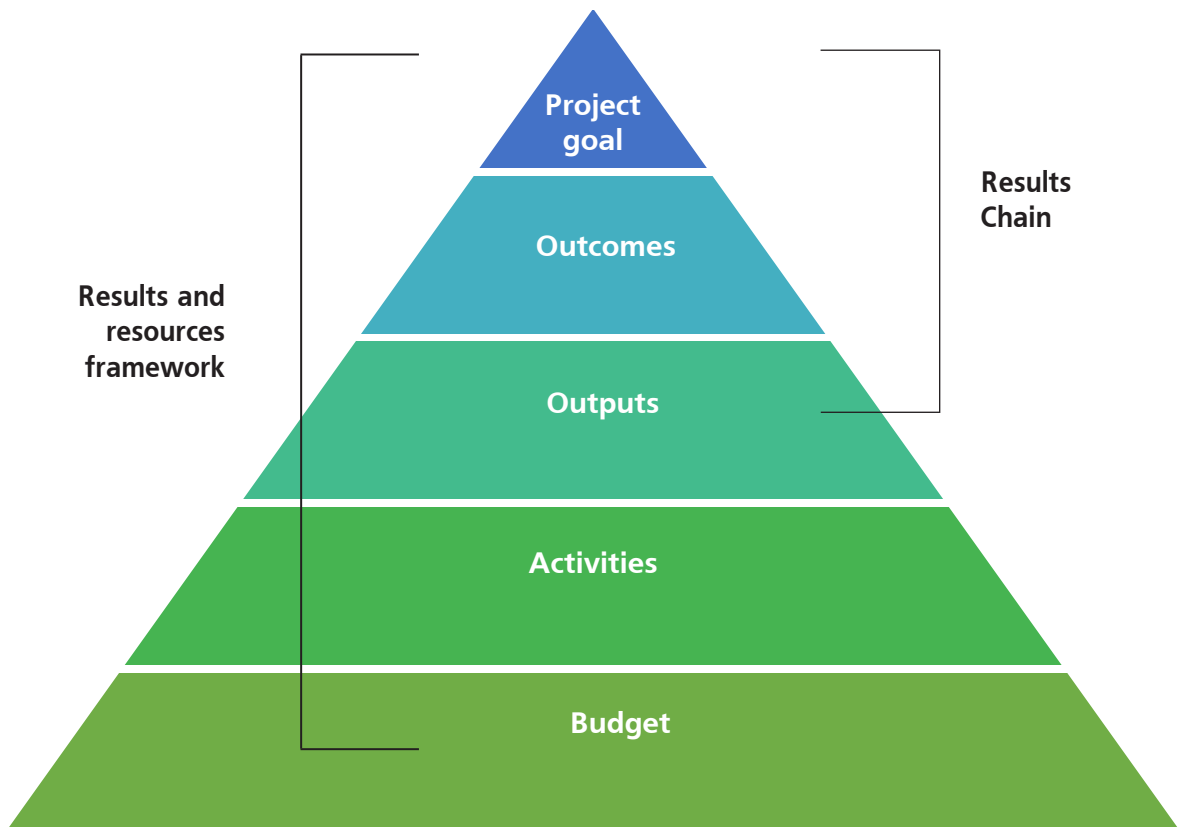 Project
goal
Outcomes
Outputs
Activities
Budget
Results and
resources
framework
Results
Chain